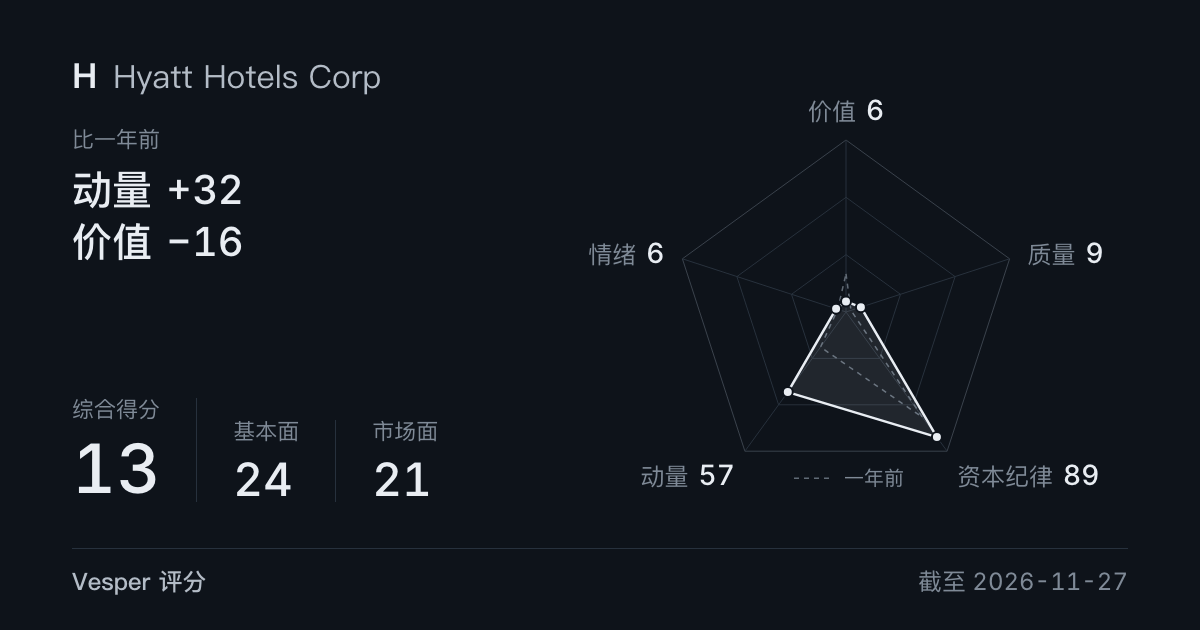 H Hyatt Hotels Corp
比一年前
动量 +32
价值 −16
综合得分
13
基本面
24
市场面
21
价值 6
质量 9
资本纪律 89
动量 57
情绪 6
一年前
Vesper 评分
截至 2026-11-27